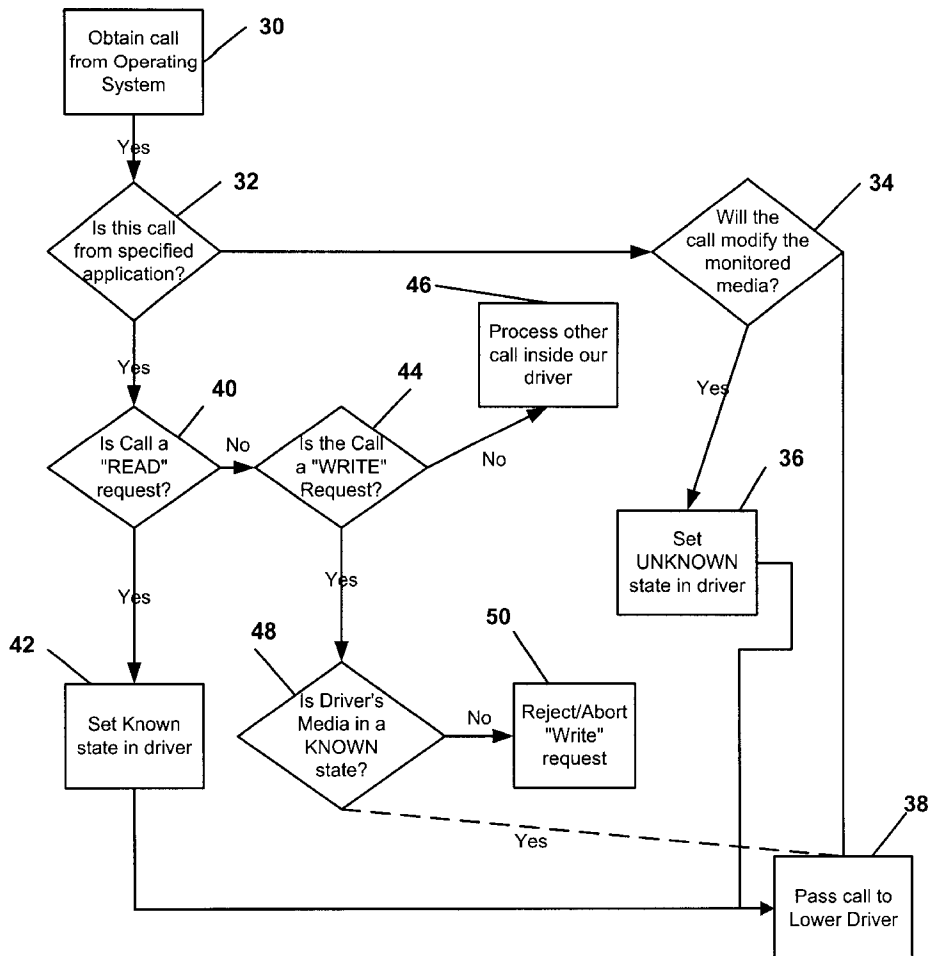 Obtain call
from Operating
System
30
Yes
32
Is this call
from specified
application?
34
Will the
call modify the
monitored
media?
46
Process other
call inside our
driver
Yes
Yes
40
Is Call a
"READ"
request?
No
44
Is the Call
a "WRITE"
Request?
No
36
Set
UNKNOWN
state in driver
Yes
Yes
42
Set Known
state in driver
48
Is Driver's
Media in a
KNOWN
state?
No
50
Reject/Abort
"Write"
request
Yes
38
Pass call to
Lower Driver